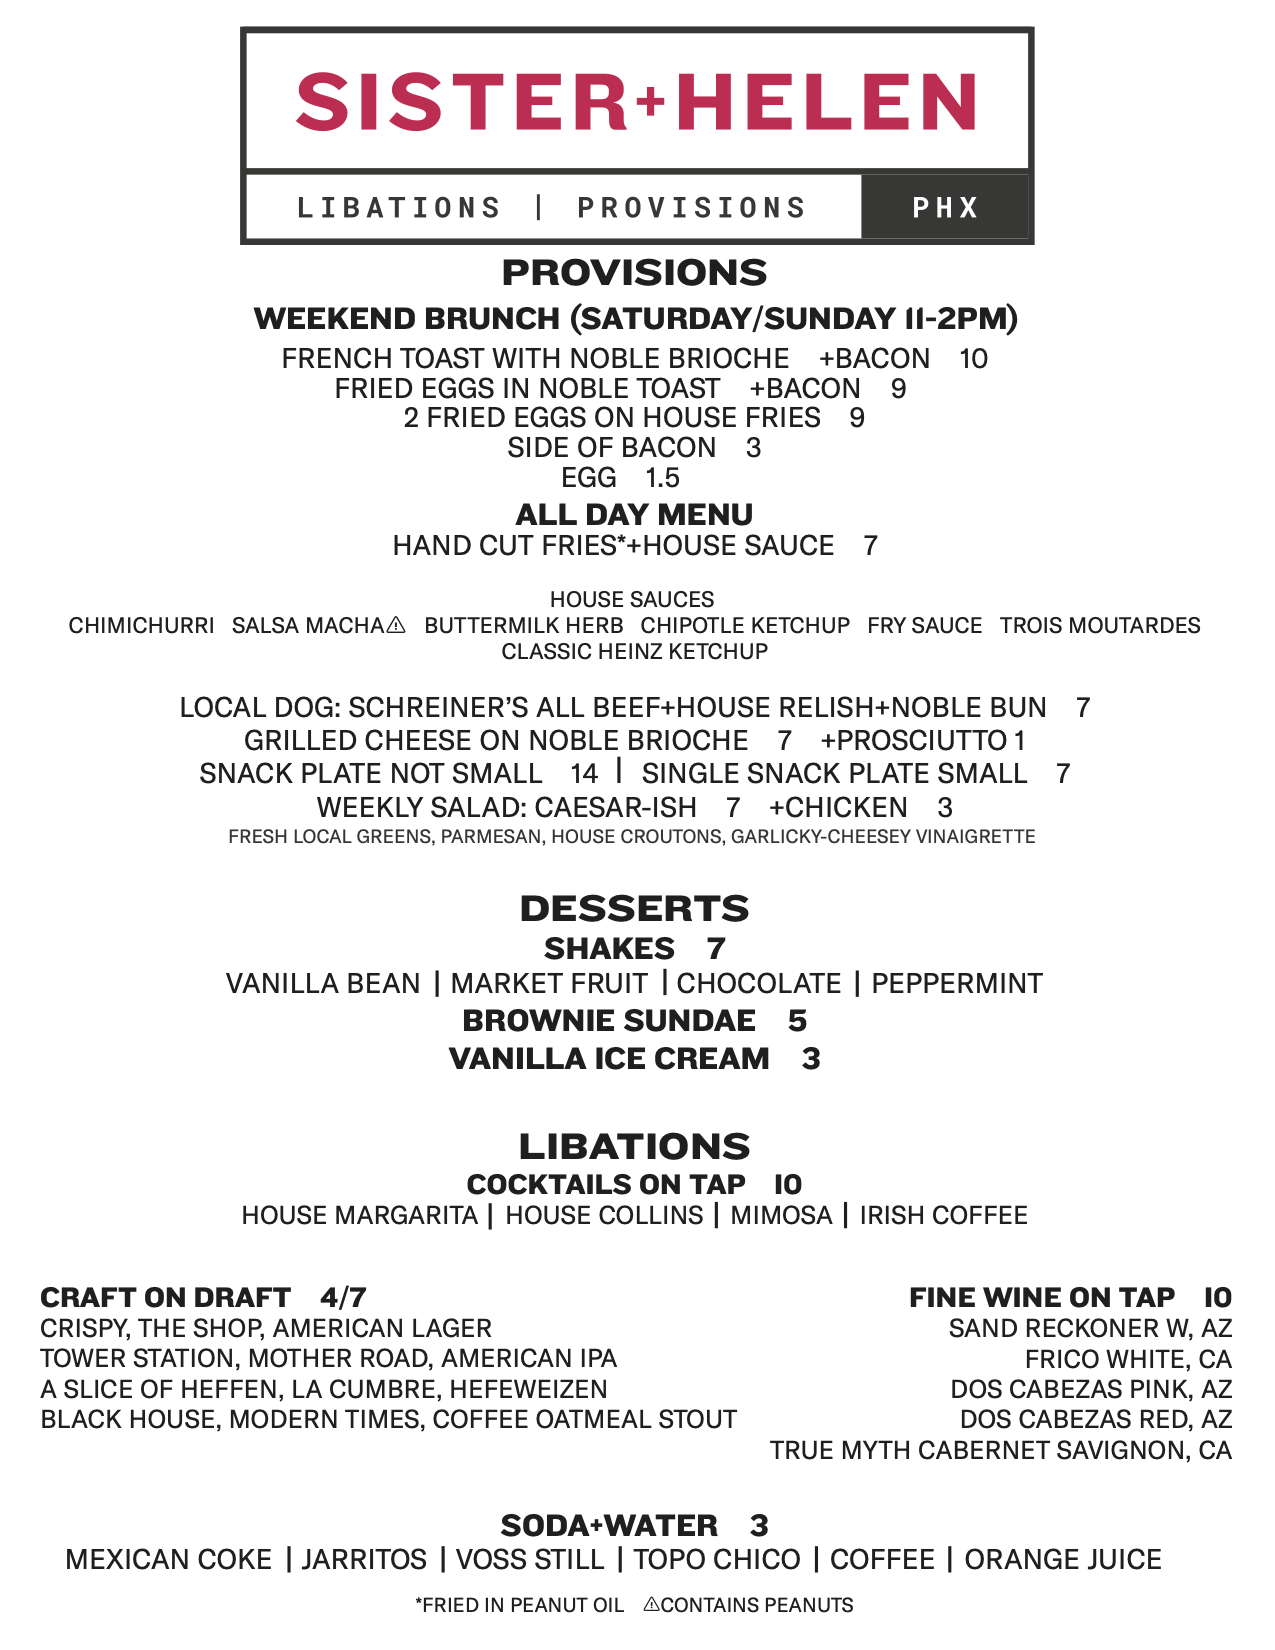 SISTER+HELEN
LIBATIONS | PROVISIONS PHX
PROVISIONS
WEEKEND BRUNCH (SATURDAY/SUNDAY 11-2PM)
FRENCH TOAST WITH NOBLE BRIOCHE +BACON 10
FRIED EGGS IN NOBLE TOAST +BACON 9
2 FRIED EGGS ON HOUSE FRIES 9
SIDE OF BACON 3
EGG 1.5
ALL DAY MENU
HAND CUT FRIES*+HOUSE SAUCE 7
HOUSE SAUCES
CHIMICHURRI SALSA MACHA⚠ BUTTERMILK HERB CHIPOTLE KETCHUP FRY SAUCE TROIS MOUTARDES
CLASSIC HEINZ KETCHUP
LOCAL DOG: SCHREINER'S ALL BEEF+HOUSE RELISH+NOBLE BUN 7
GRILLED CHEESE ON NOBLE BRIOCHE 7 +PROSCIUTTO 1
SNACK PLATE NOT SMALL 14 | SINGLE SNACK PLATE SMALL 7
WEEKLY SALAD: CAESAR-ISH 7 +CHICKEN 3
FRESH LOCAL GREENS, PARMESAN, HOUSE CROUTONS, GARLICKY-CHEESEY VINAIGRETTE
DESSERTS
SHAKES 7
VANILLA BEAN | MARKET FRUIT | CHOCOLATE | PEPPERMINT
BROWNIE SUNDAE 5
VANILLA ICE CREAM 3
LIBATIONS
COCKTAILS ON TAP 10
HOUSE MARGARITA | HOUSE COLLINS | MIMOSA | IRISH COFFEE
CRAFT ON DRAFT 4/7
CRISPY, THE SHOP, AMERICAN LAGER
TOWER STATION, MOTHER ROAD, AMERICAN IPA
A SLICE OF HEFFEN, LA CUMBRE, HEFEWEIZEN
BLACK HOUSE, MODERN TIMES, COFFEE OATMEAL STOUT
FINE WINE ON TAP 10
SAND RECKONER W, AZ
FRICO WHITE, CA
DOS CABEZAS PINK, AZ
DOS CABEZAS RED, AZ
TRUE MYTH CABERNET SAVIGNON, CA
SODA+WATER 3
MEXICAN COKE | JARRITOS | VOSS STILL | TOPO CHICO | COFFEE | ORANGE JUICE
*FRIED IN PEANUT OIL ⚠CONTAINS PEANUTS